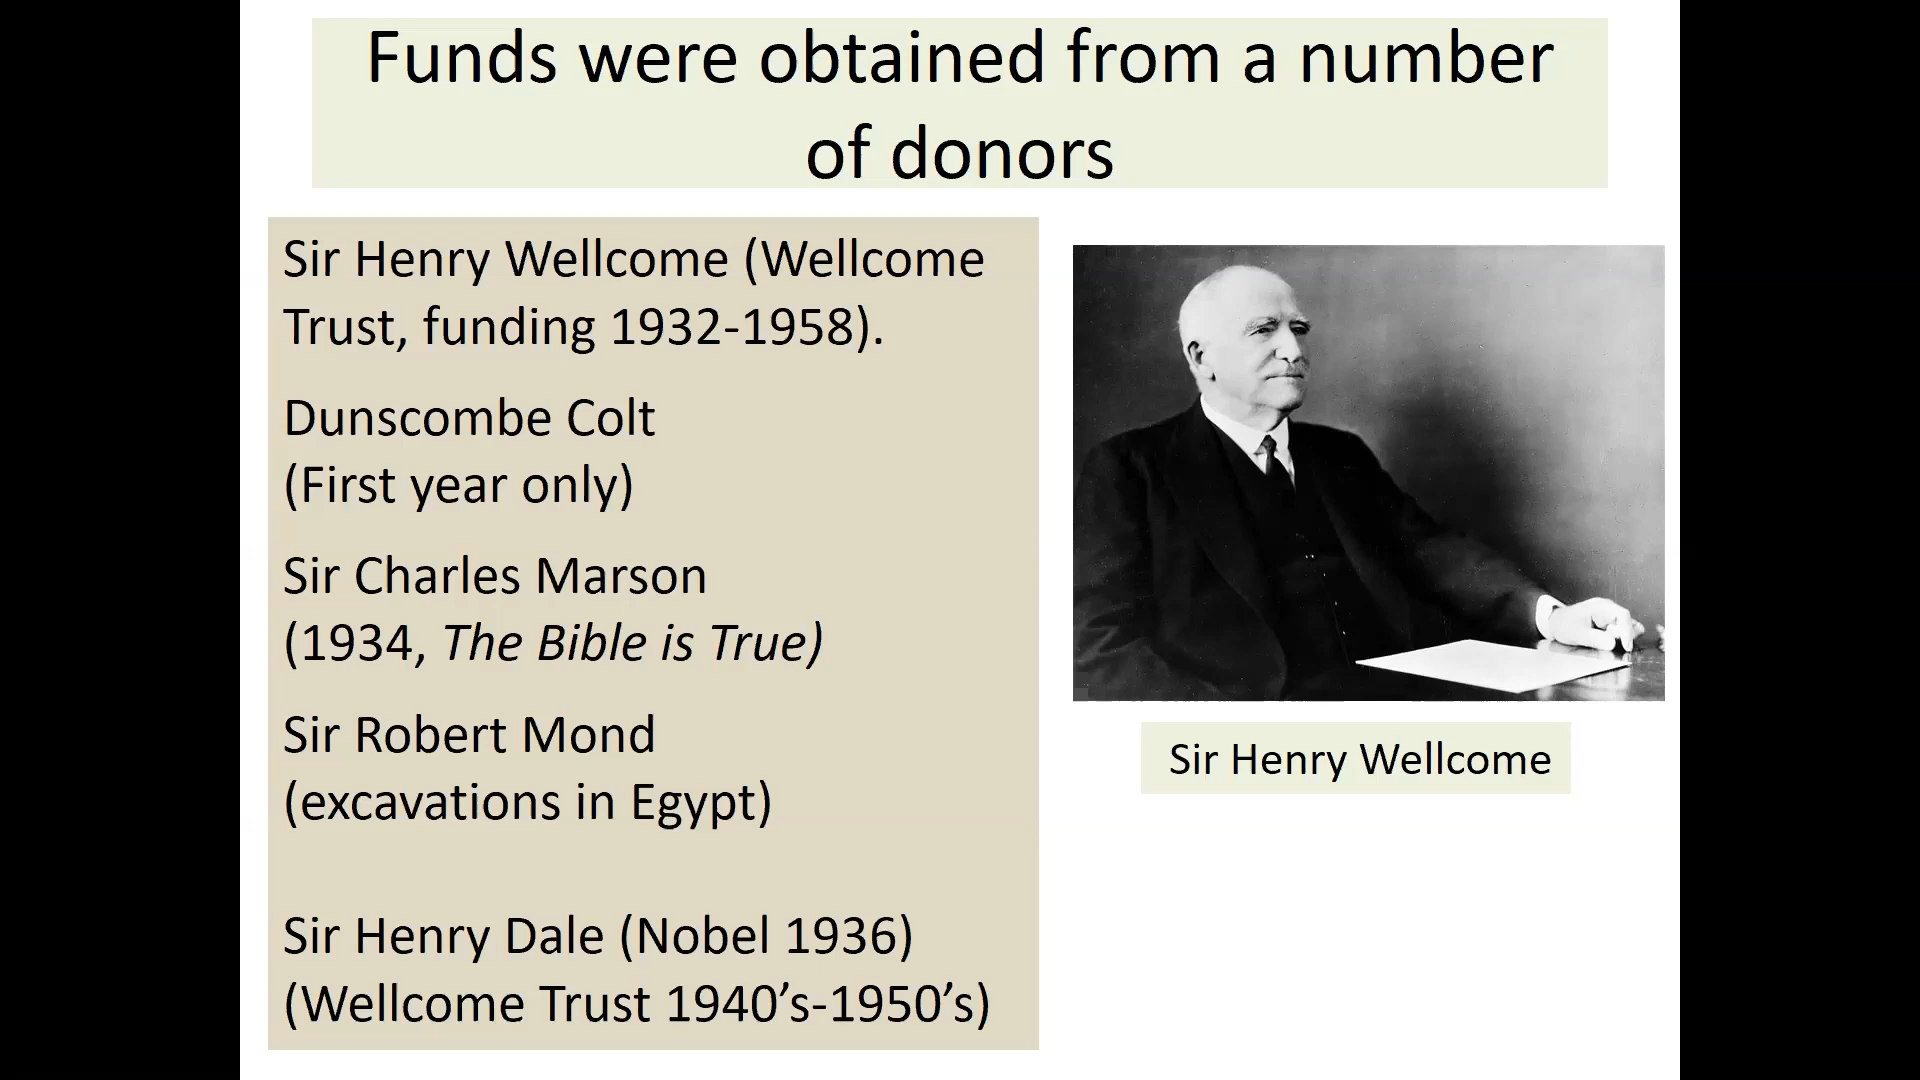 Funds were obtained from a number
of donors
Sir Henry Wellcome (Wellcome
Trust, funding 1932-1958).
Dunscombe Colt
(First year only)
Sir Charles Marson
(1934, The Bible is True)
Sir Robert Mond
(excavations in Egypt)
Sir Henry Dale (Nobel 1936)
(Wellcome Trust 1940’s-1950’s)
Sir Henry Wellcome